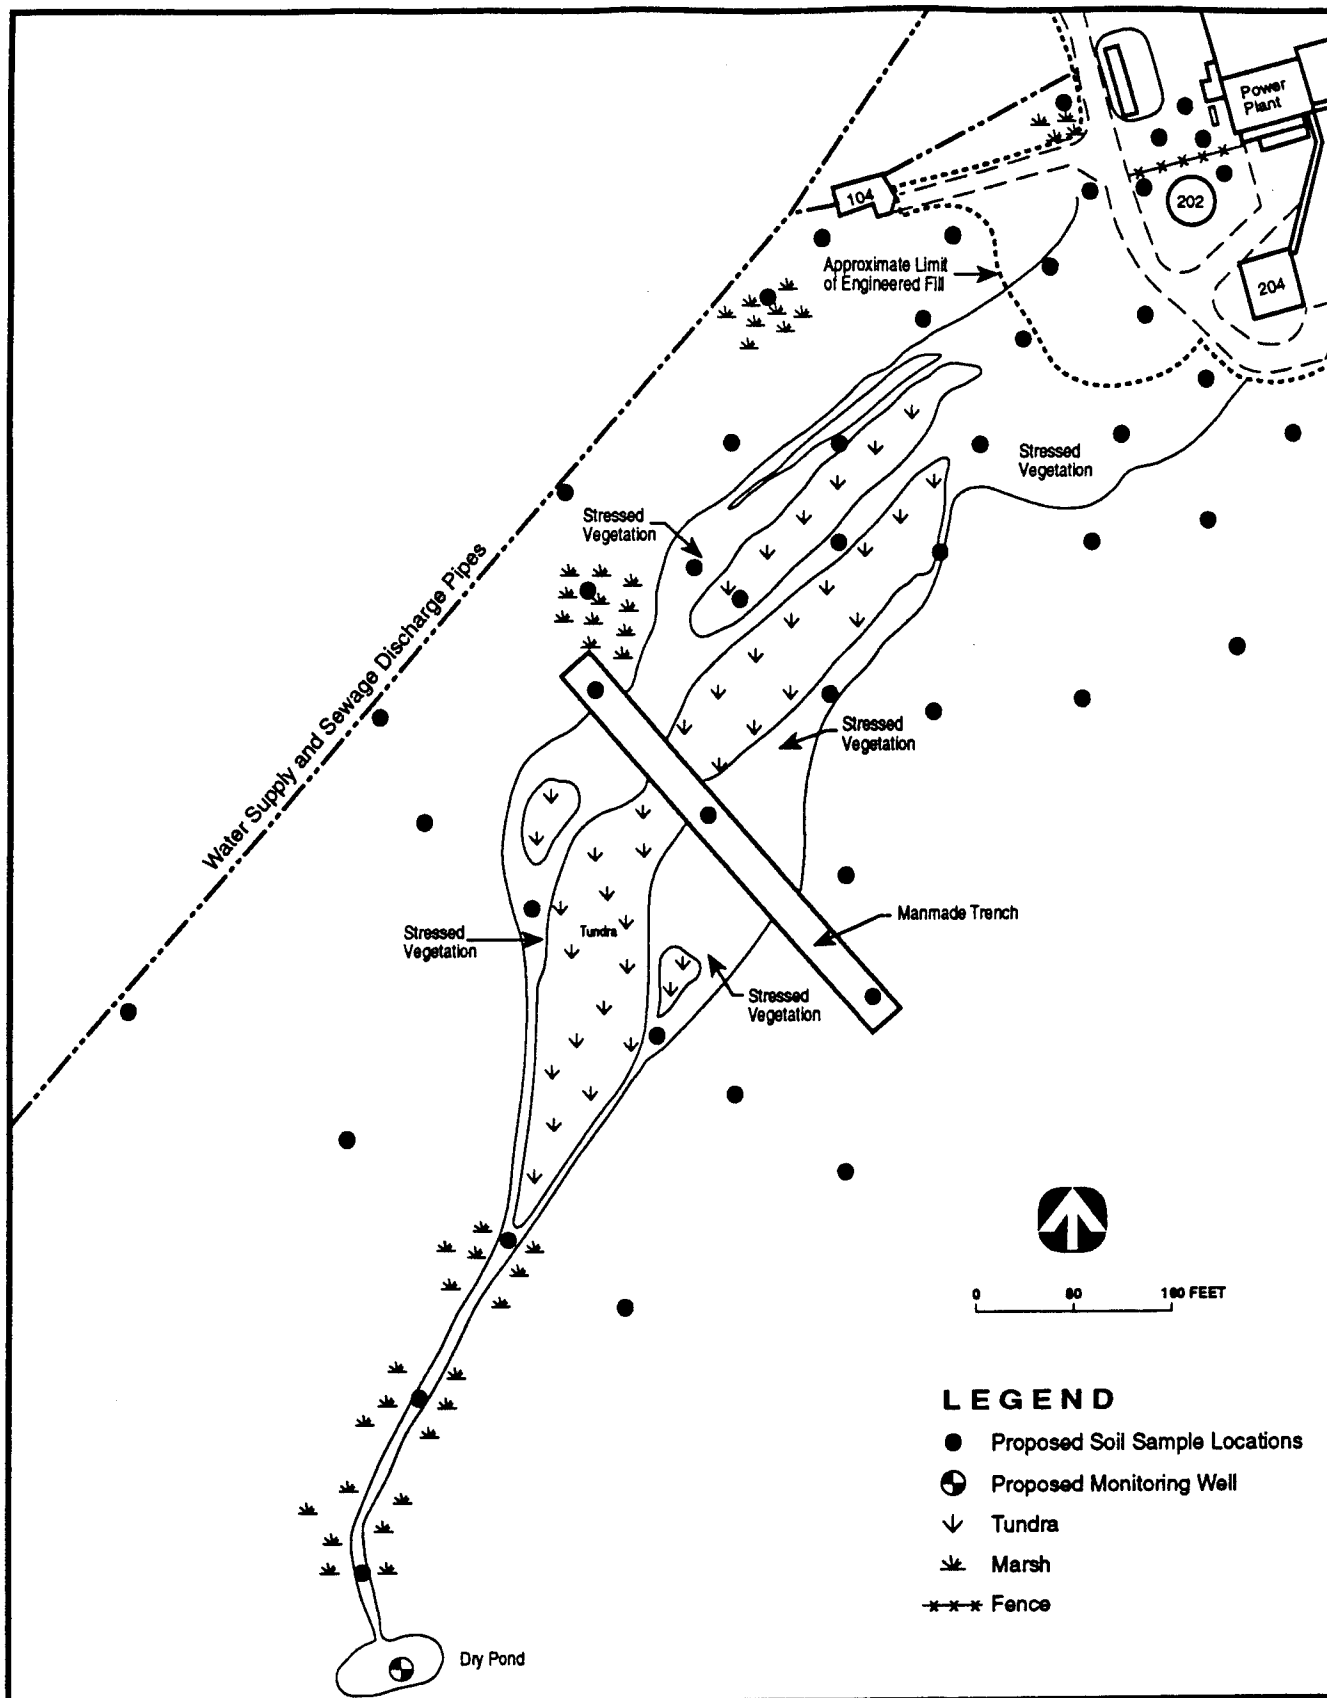 Power
Plant
104
202
204
Approximate Limit
of Engineered Fill
Stressed
Vegetation
Stressed
Vegetation
Water Supply and Sewage Discharge Pipes
Stressed
Vegetation
Manmade Trench
Stressed
Vegetation
Tundra
Stressed
Vegetation
0 80 160 FEET
LEGEND
Proposed Soil Sample Locations
Proposed Monitoring Well
Tundra
Marsh
Fence
Dry Pond